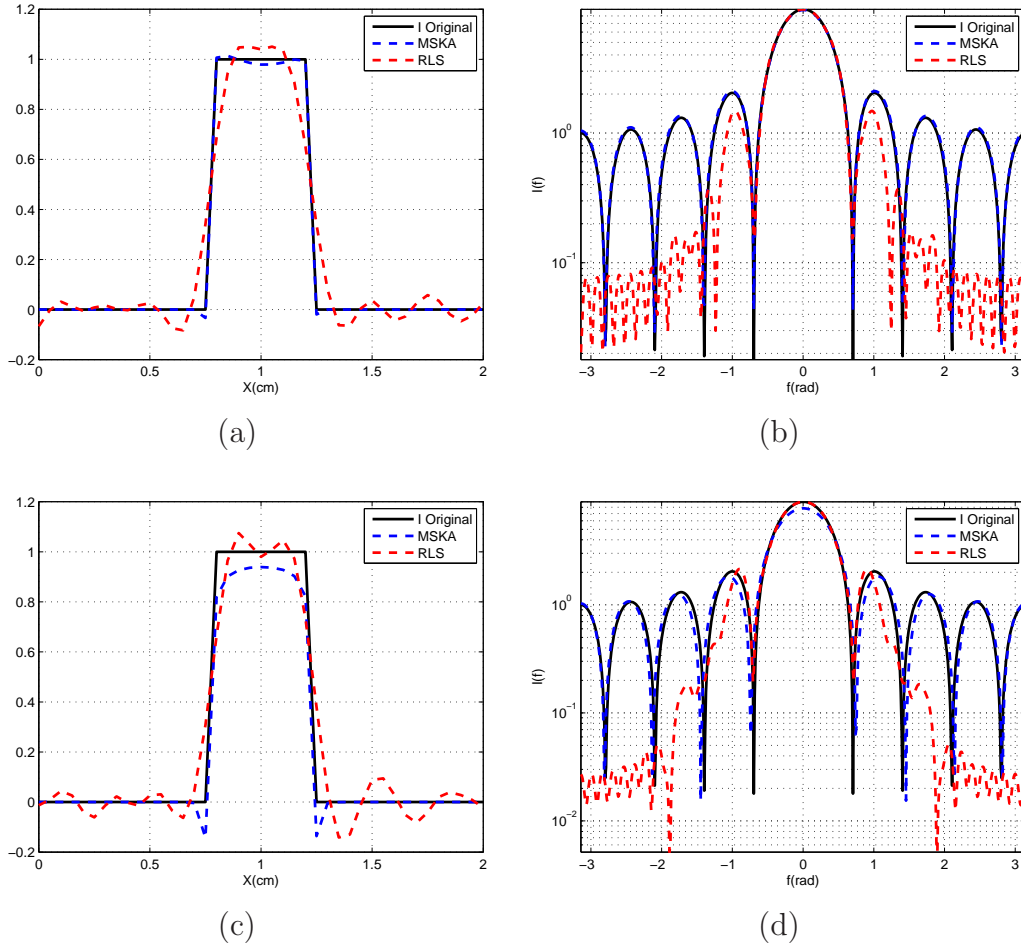 1.2
1
0.8
0.6
0.4
0.2
0
−0.2
0 0.5 1 1.5 2
X(cm)
I Original
MSKA
RLS
(a)
I(f)
10^0
10^−1
−3 −2 −1 0 1 2 3
f(rad)
I Original
MSKA
RLS
(b)
1.2
1
0.8
0.6
0.4
0.2
0
−0.2
0 0.5 1 1.5 2
X(cm)
I Original
MSKA
RLS
(c)
I(f)
10^0
10^−1
10^−2
−3 −2 −1 0 1 2 3
f(rad)
I Original
MSKA
RLS
(d)